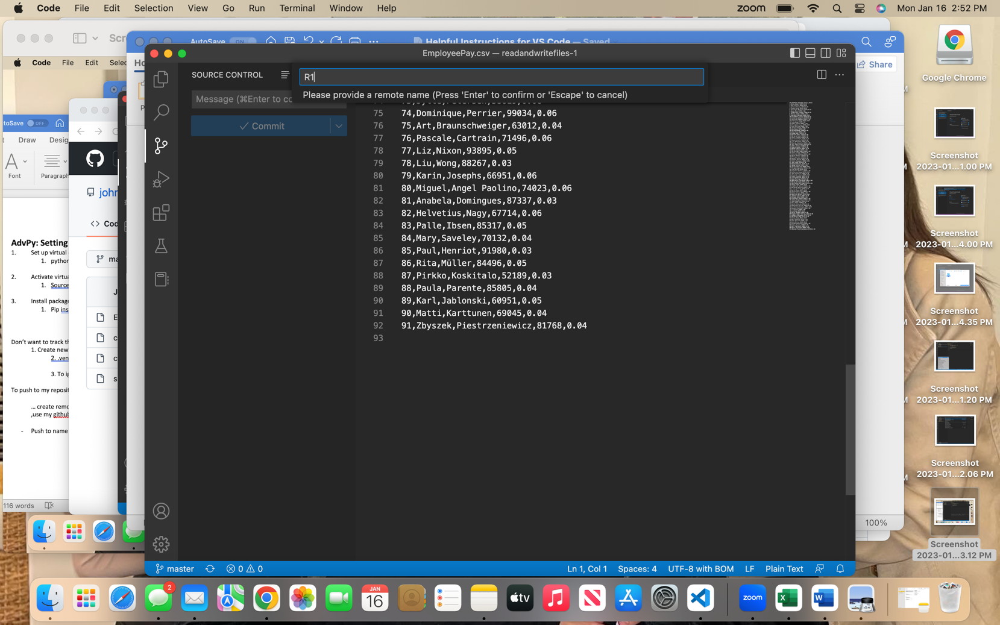 Code File Edit Selection View Go Run Terminal Window Help
zoom Mon Jan 16 2:52 PM
Scr
Code File Edit Selec
toSave OFF
Draw Desig
Font Paragraph
AdvPy: Setting
1. Set up virtual
1. python
2. Activate virtua
1. Source
3. Install package
1. Pip ins
Don't want to track th
1. Create new
2. .ven
3. To ig
To push to my reposit
... create remo
,use my github
- Push to name
116 words
john
<> Cod
ma
J
E
c
c
s
AutoSave ON
Helpful Instructions for VS Code — Saved
Ho
P
Share
100%
EmployeePay.csv — readandwritefiles-1
SOURCE CONTROL
R1
Message (⌘Enter to co
Please provide a remote name (Press 'Enter' to confirm or 'Escape' to cancel)
Commit
75 74,Dominique,Perrier,99034,0.06
76 75,Art,Braunschweiger,63012,0.04
77 76,Pascale,Cartrain,71496,0.06
78 77,Liz,Nixon,93895,0.05
79 78,Liu,Wong,88267,0.03
80 79,Karin,Josephs,66951,0.06
81 80,Miguel,Angel Paolino,74023,0.06
82 81,Anabela,Domingues,87337,0.03
83 82,Helvetius,Nagy,67714,0.06
84 83,Palle,Ibsen,85317,0.05
85 84,Mary,Saveley,70132,0.04
86 85,Paul,Henriot,91980,0.03
87 86,Rita,Müller,84496,0.05
88 87,Pirkko,Koskitalo,52189,0.03
89 88,Paula,Parente,85805,0.04
90 89,Karl,Jablonski,60951,0.05
91 90,Matti,Karttunen,69045,0.04
92 91,Zbyszek,Piestrzeniewicz,81768,0.04
93
master 0 0
Ln 1, Col 1 Spaces: 4 UTF-8 with BOM LF Plain Text
Google Chrome
Screenshot
2023-01...1.00 PM
Screenshot
2023-01...4.00 PM
Screenshot
2023-01...4.35 PM
Screenshot
2023-01...1.20 PM
Screenshot
2023-01...2.06 PM
Screenshot
2023-01...3.12 PM
2
JAN
16
tv
zoom